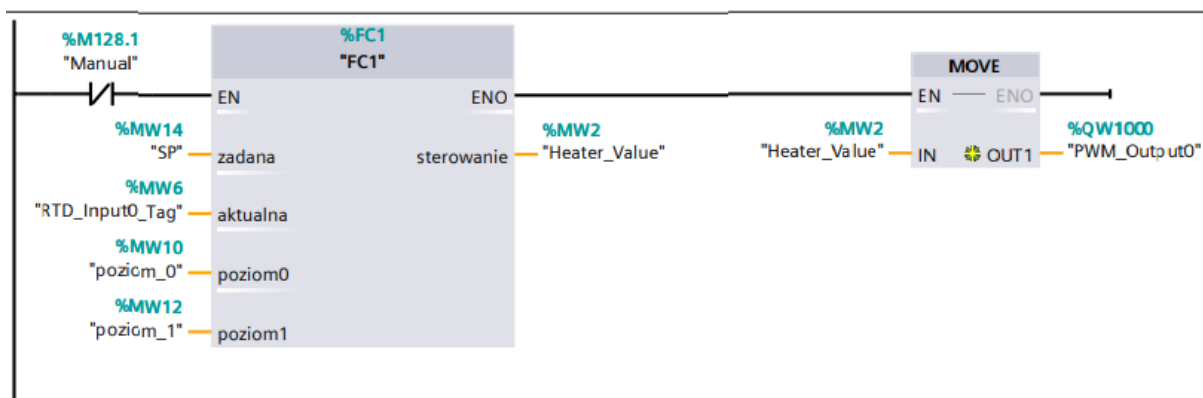 %M128.1
"Manual"
%FC1
"FC1"
EN
ENO
%MW14
"SP"
zadana
%MW2
sterowanie
"Heater_Value"
%MW6
"RTD_Input0_Tag"
aktualna
%MW10
"poziom_0"
poziom0
%MW12
"poziom_1"
poziom1
MOVE
EN
ENO
%MW2
"Heater_Value"
IN
OUT1
%QW1000
"PWM_Output0"